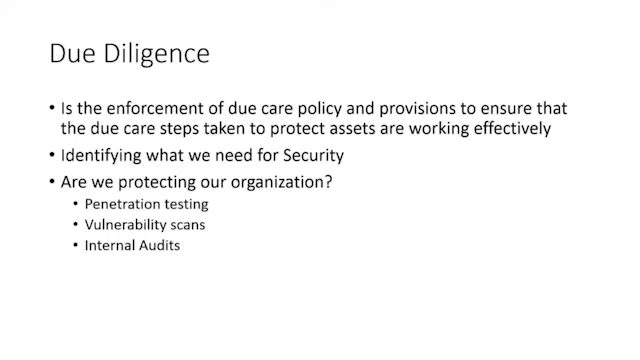 Due Diligence
• Is the enforcement of due care policy and provisions to ensure that
the due care steps taken to protect assets are working effectively
• Identifying what we need for Security
• Are we protecting our organization?
• Penetration testing
• Vulnerability scans
• Internal Audits